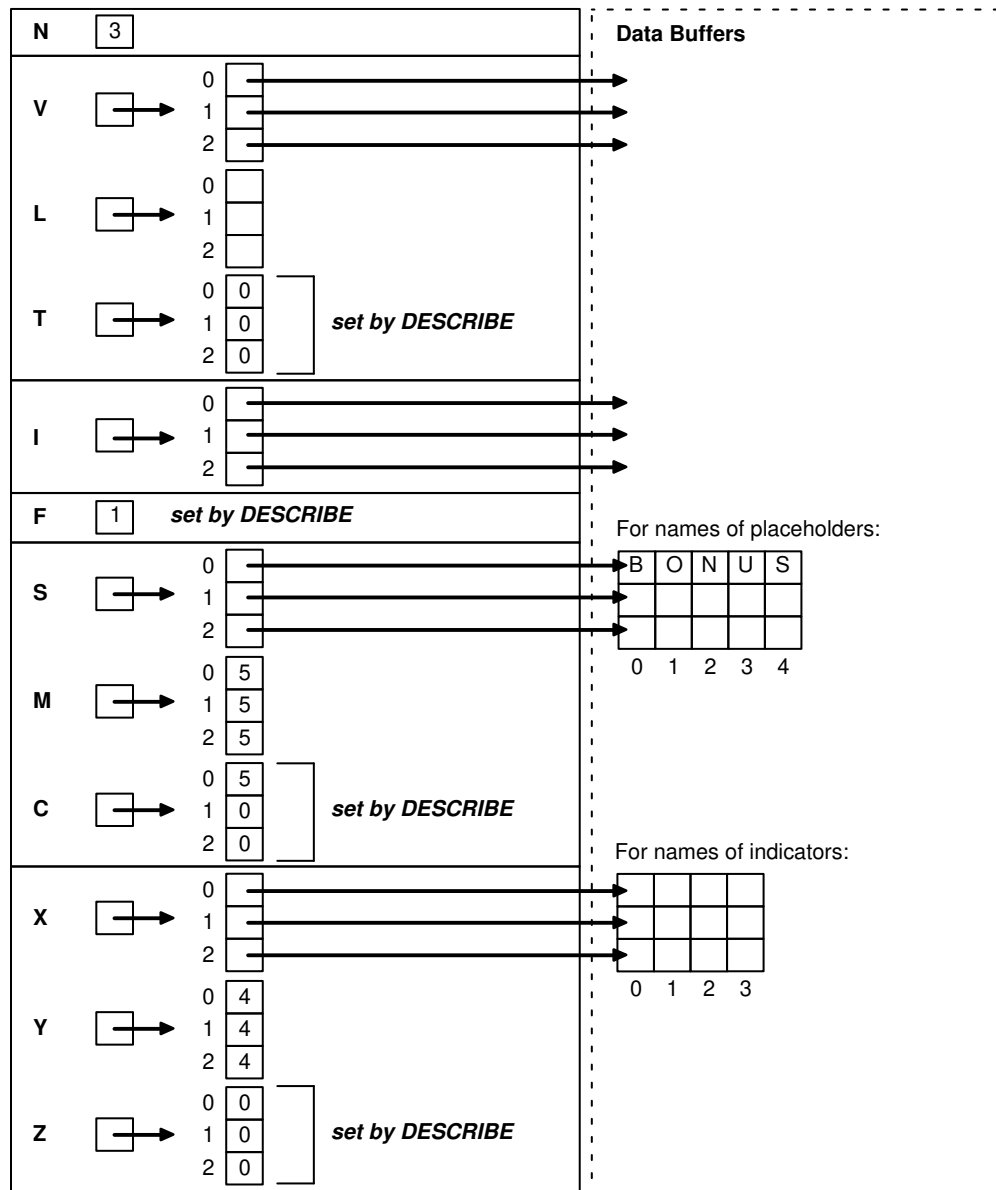 N 3
Data Buffers
0
V 1
2
0
L 1
2
0 0
T 1 0 set by DESCRIBE
2 0
0
I 1
2
F 1 set by DESCRIBE
For names of placeholders:
0 B O N U S
S 1
2
0 1 2 3 4
0 5
M 1 5
2 5
0 5
C 1 0 set by DESCRIBE
2 0
For names of indicators:
0
X 1
2
0 1 2 3
0 4
Y 1 4
2 4
0 0
Z 1 0 set by DESCRIBE
2 0